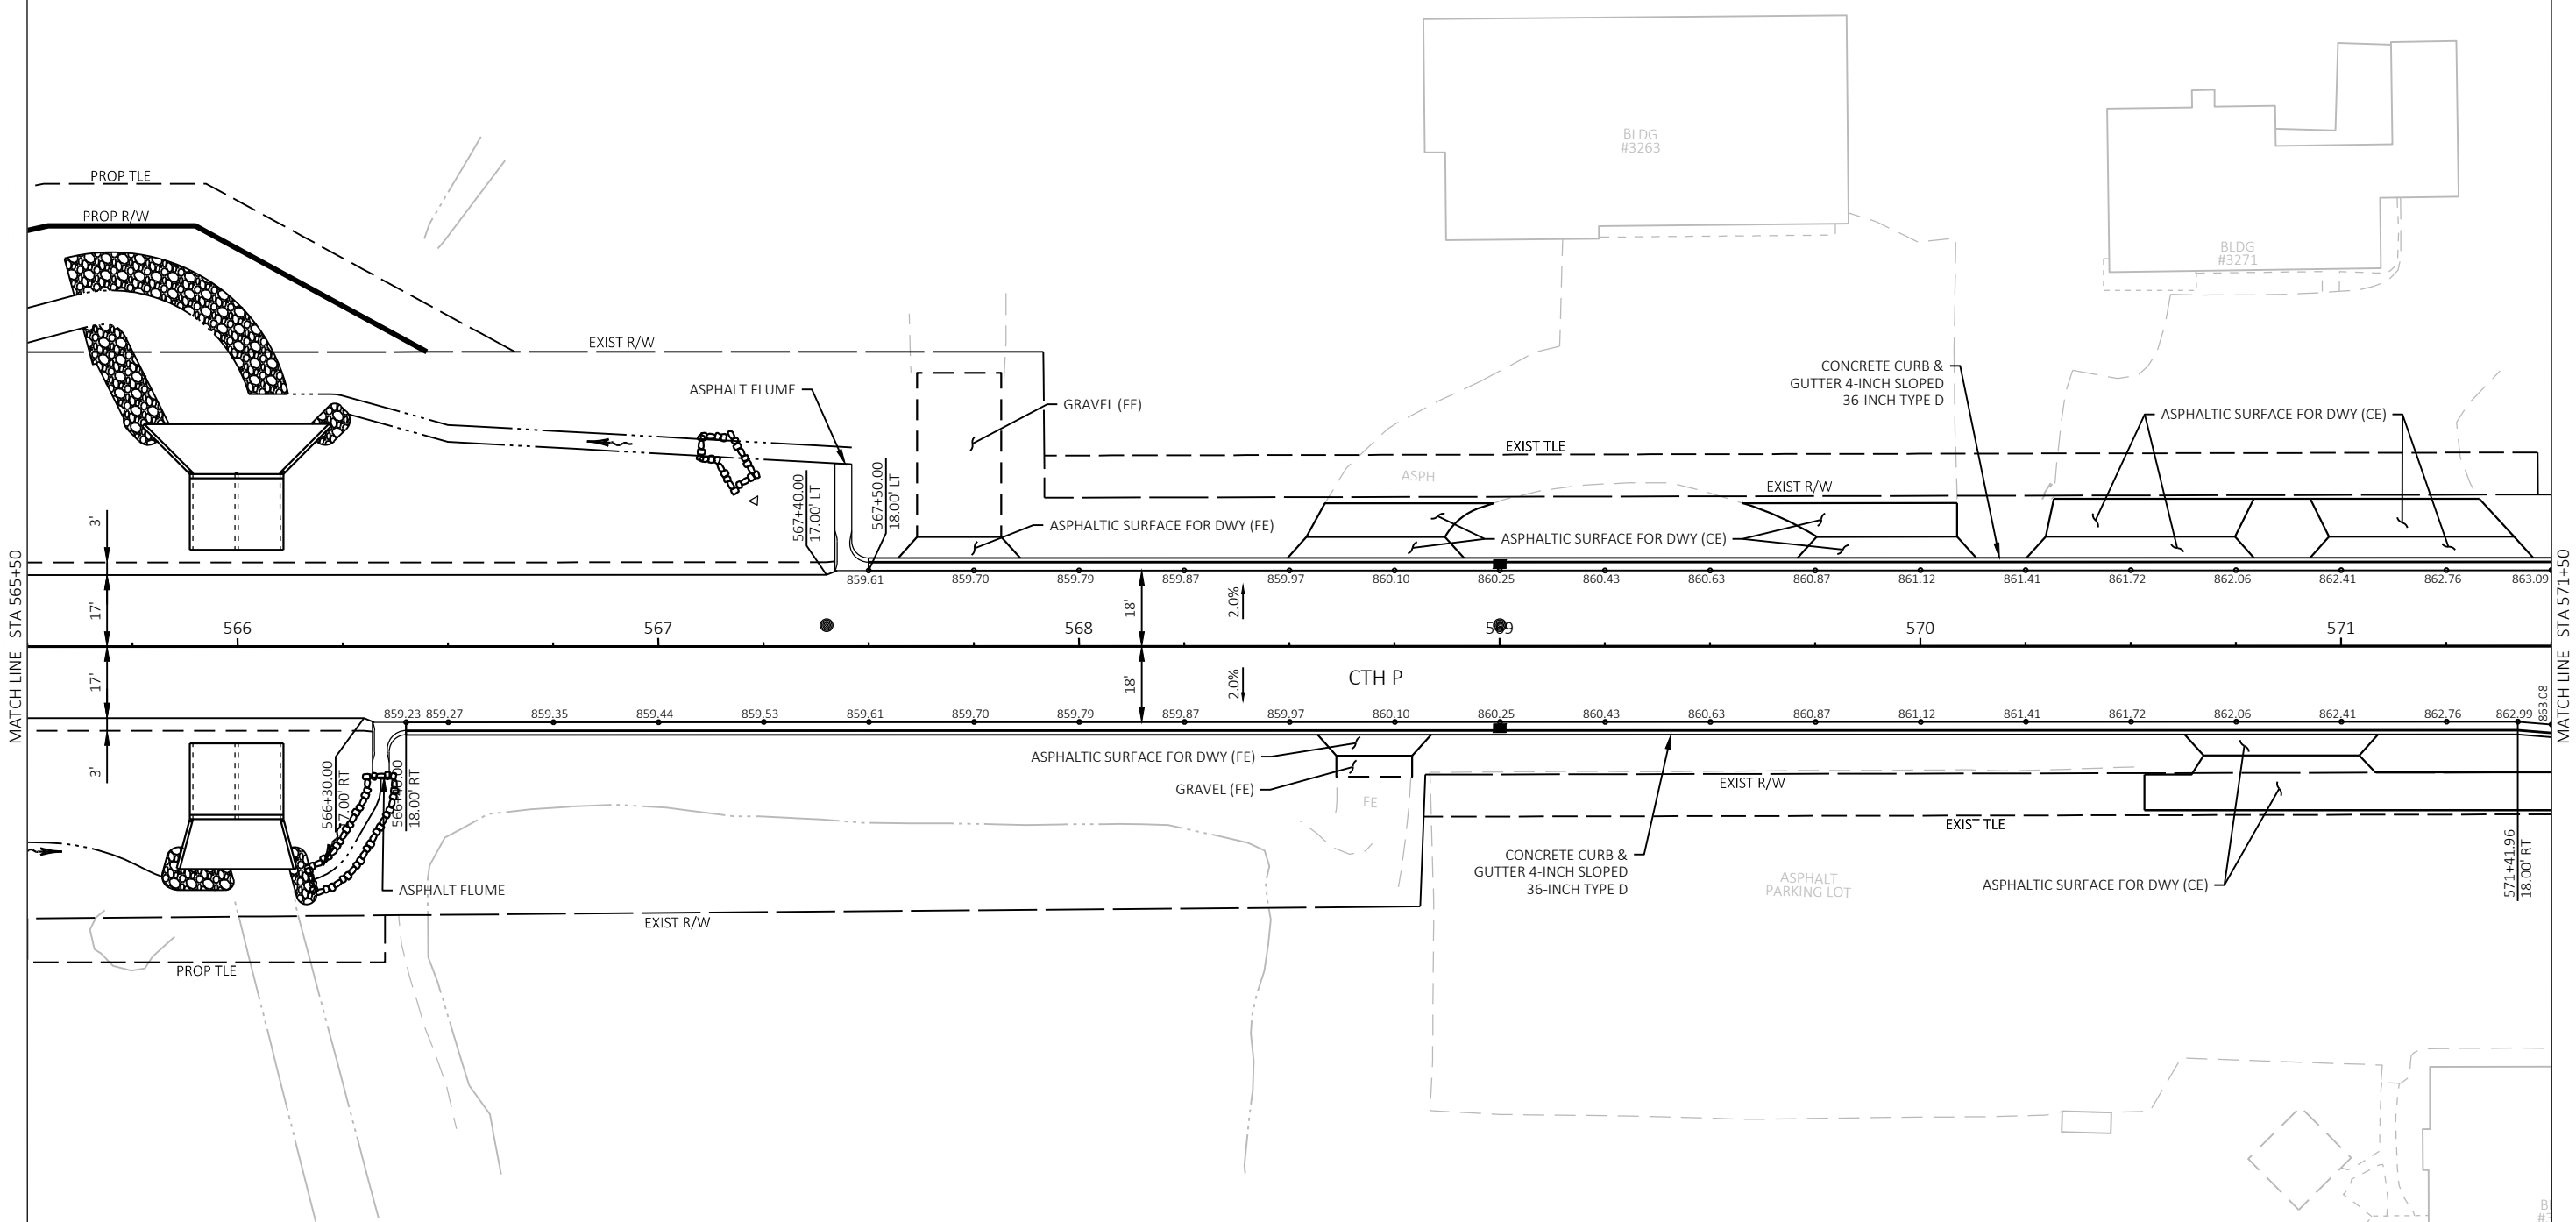 BLDG
#3263
BLDG
#3271
PROP TLE
PROP R/W
EXIST R/W
ASPHALT FLUME
GRAVEL (FE)
CONCRETE CURB &
GUTTER 4-INCH SLOPED
36-INCH TYPE D
ASPHALTIC SURFACE FOR DWY (CE)
EXIST TLE
ASPH
EXIST R/W
567+40.00
17.00' LT
567+50.00
18.00' LT
ASPHALTIC SURFACE FOR DWY (FE)
ASPHALTIC SURFACE FOR DWY (CE)
3'
859.61 859.70 859.79 859.87 859.97 860.10 860.25 860.43 860.63 860.87 861.12 861.41 861.72 862.06 862.41 862.76 863.09
17'
18'
2.0%
566 567 568 569 570 571
MATCH LINE STA 565+50
MATCH LINE STA 571+50
17'
18'
2.0%
CTH P
859.23 859.27 859.35 859.44 859.53 859.61 859.70 859.79 859.87 859.97 860.10 860.25 860.43 860.63 860.87 861.12 861.41 861.72 862.06 862.41 862.76 862.99 863.08
3'
566+30.00
17.00' RT
566+40.00
18.00' RT
ASPHALTIC SURFACE FOR DWY (FE)
GRAVEL (FE)
FE
EXIST R/W
EXIST TLE
CONCRETE CURB &
GUTTER 4-INCH SLOPED
36-INCH TYPE D
ASPHALT
PARKING LOT
ASPHALTIC SURFACE FOR DWY (CE)
571+41.96
18.00' RT
ASPHALT FLUME
EXIST R/W
PROP TLE